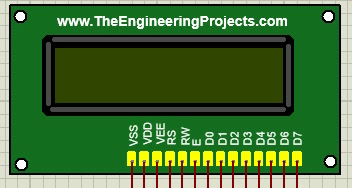 www.TheEngineeringProjects.com
VSS VDD VEE RS RW E D0 D1 D2 D3 D4 D5 D6 D7